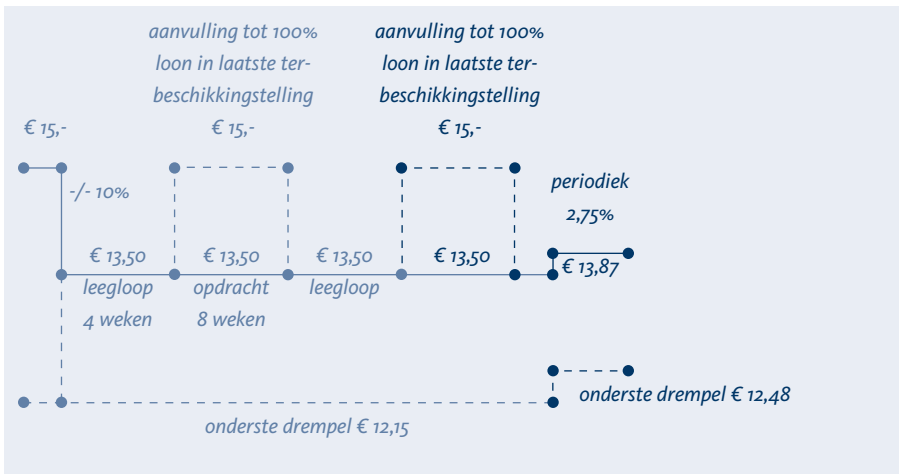 aanvulling tot 100%
loon in laatste ter-
beschikkingstelling
€ 15,-
aanvulling tot 100%
loon in laatste ter-
beschikkingstelling
€ 15,-
€ 15,-
-/- 10%
periodiek
2,75%
€ 13,50
leegloop
4 weken
€ 13,50
opdracht
8 weken
€ 13,50
leegloop
€ 13,50
€ 13,87
onderste drempel € 12,48
onderste drempel € 12,15